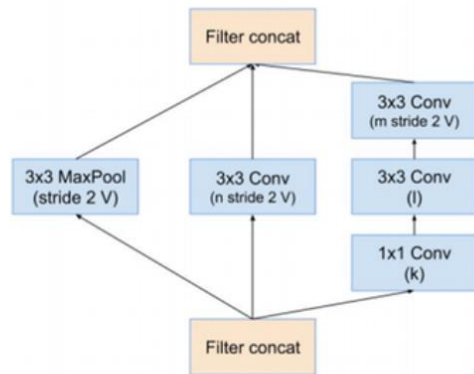 Filter concat
3x3 Conv
(m stride 2 V)
3x3 MaxPool
(stride 2 V)
3x3 Conv
(n stride 2 V)
3x3 Conv
(l)
1x1 Conv
(k)
Filter concat